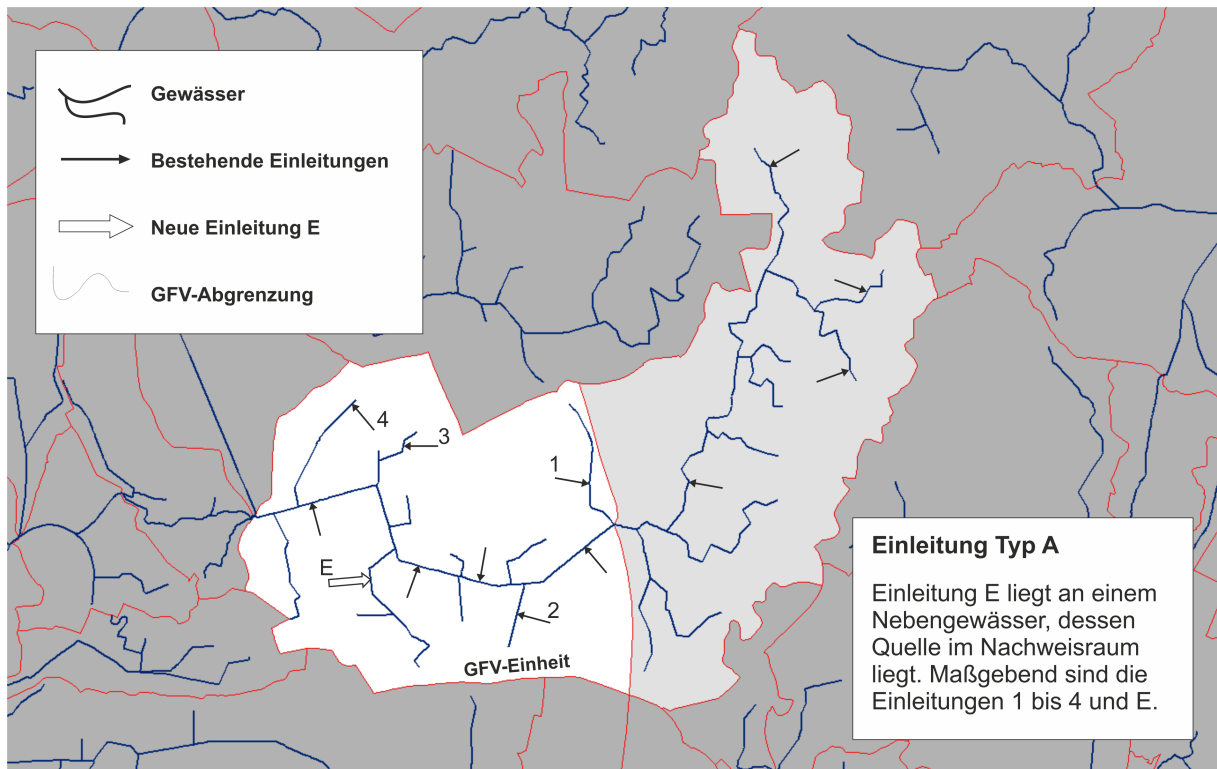 Gewässer
Bestehende Einleitungen
Neue Einleitung E
GFV-Abgrenzung
4
3
1
E
2
GFV-Einheit
Einleitung Typ A
Einleitung E liegt an einem
Nebengewässer, dessen
Quelle im Nachweisraum
liegt. Maßgebend sind die
Einleitungen 1 bis 4 und E.